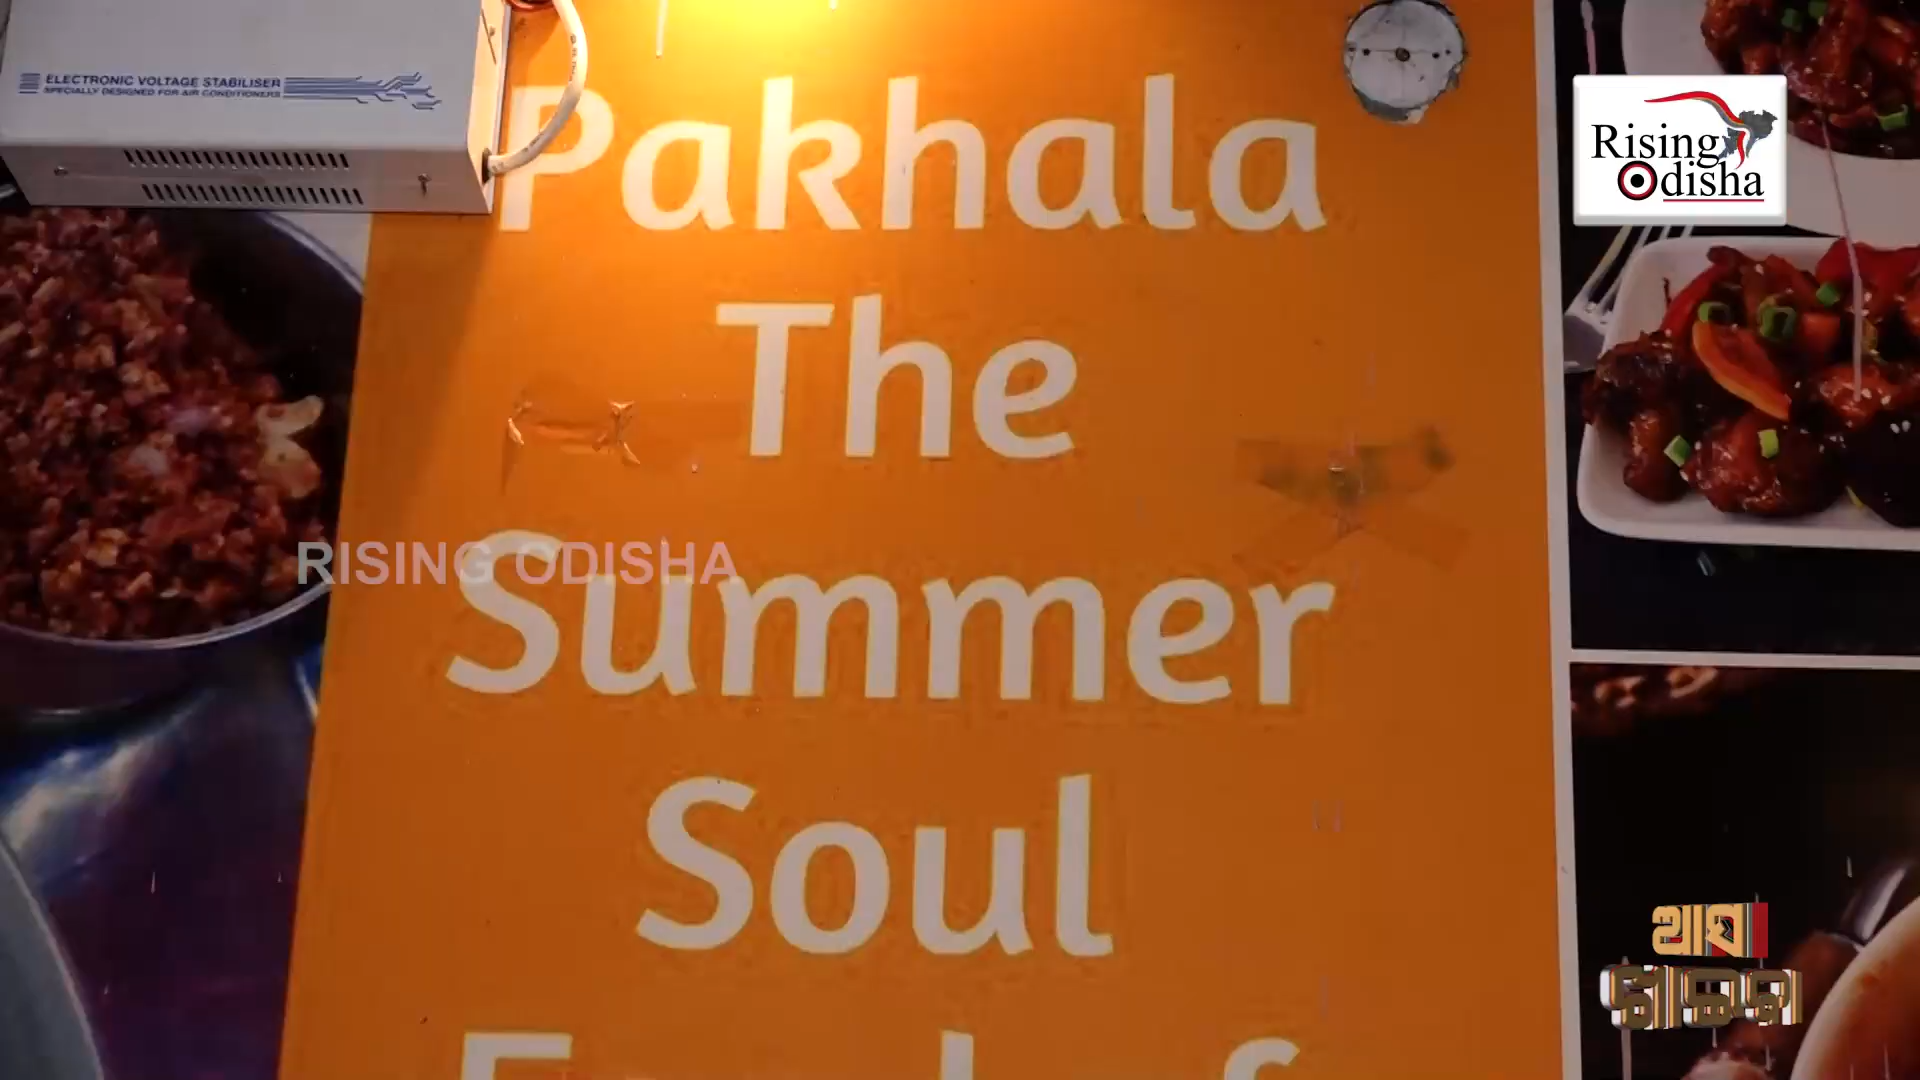 ELECTRONIC VOLTAGE STABILISER
SPECIALLY DESIGNED FOR AIR CONDITIONERS
Pakhala
The
Summer
Soul
Rising
Odisha
RISING ODISHA